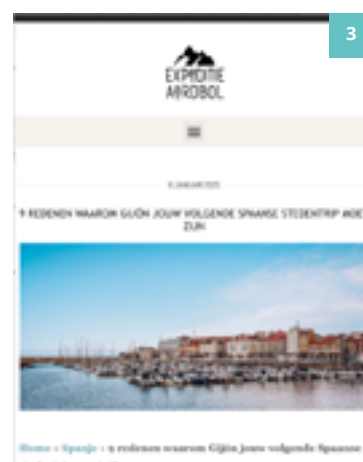 3
EXPEDITIE
AARDBOL
9 REDENEN WAAROM GIJÓN JOUW VOLGENDE SPAANSE STEDENTRIP MOET
ZIJN
Home » Spanje » 9 redenen waarom Gijón jouw volgende Spaanse